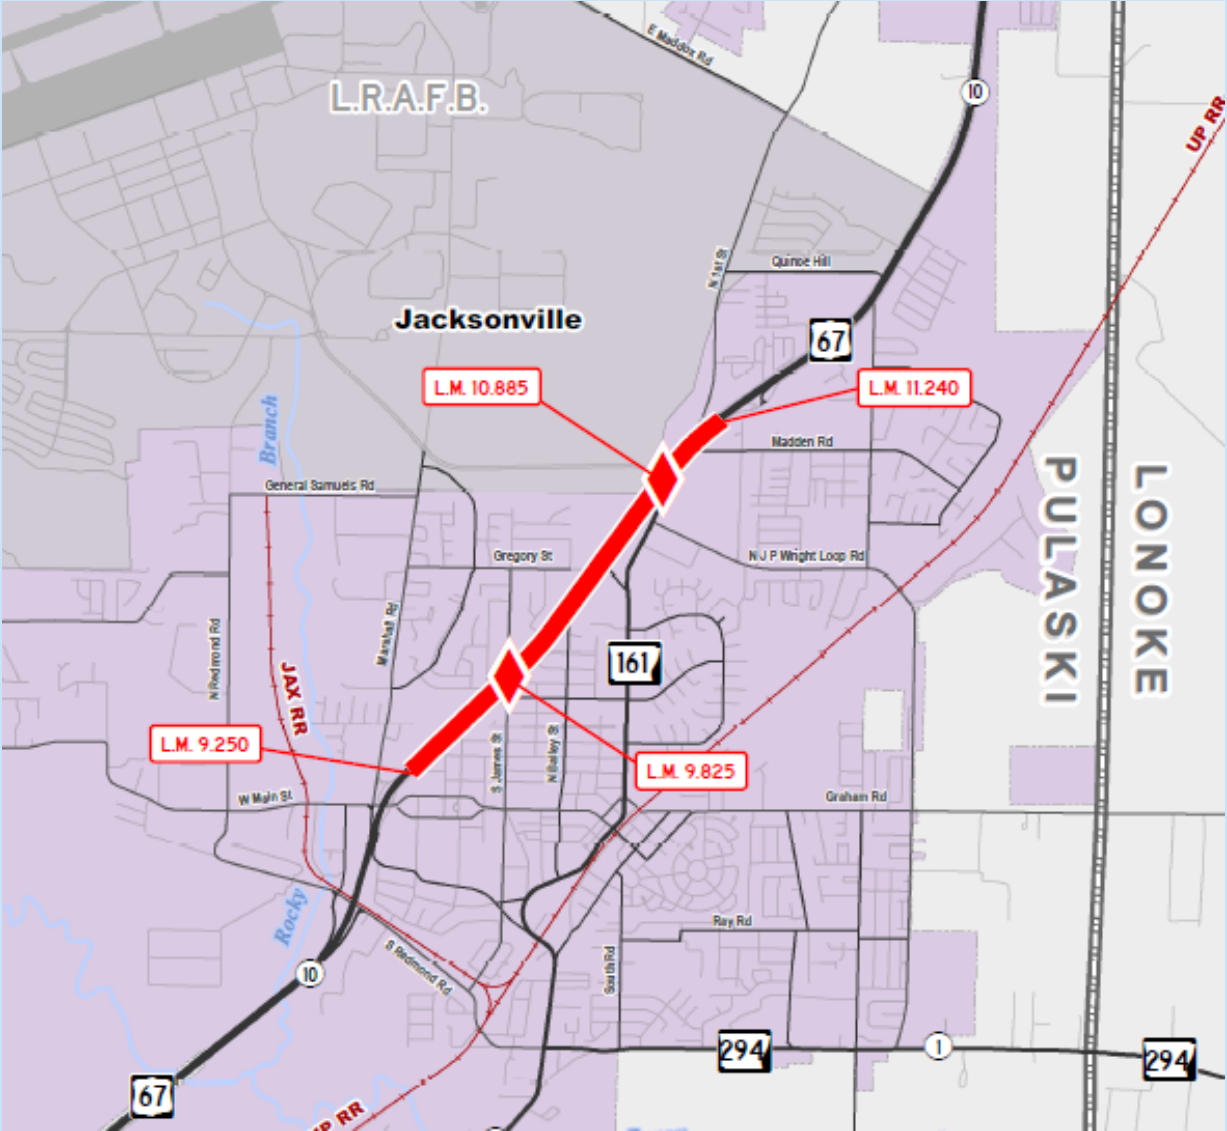 E Maddox Rd
10
L.R.A.F.B.
UP RR
N 1st St
Quince Hill
Jacksonville
67
L.M. 10.885
L.M. 11.240
Branch
Madden Rd
PULASKI
LONOKE
General Samuels Rd
Gregory St
N J P Wright Loop Rd
Marshall Rd
N Redmond Rd
161
JAX RR
L.M. 9.250
S James St
N Bailey St
L.M. 9.825
W Main St
Graham Rd
Rocky
Ray Rd
S Redmond Rd
South Rd
10
294
1
294
67
UP RR